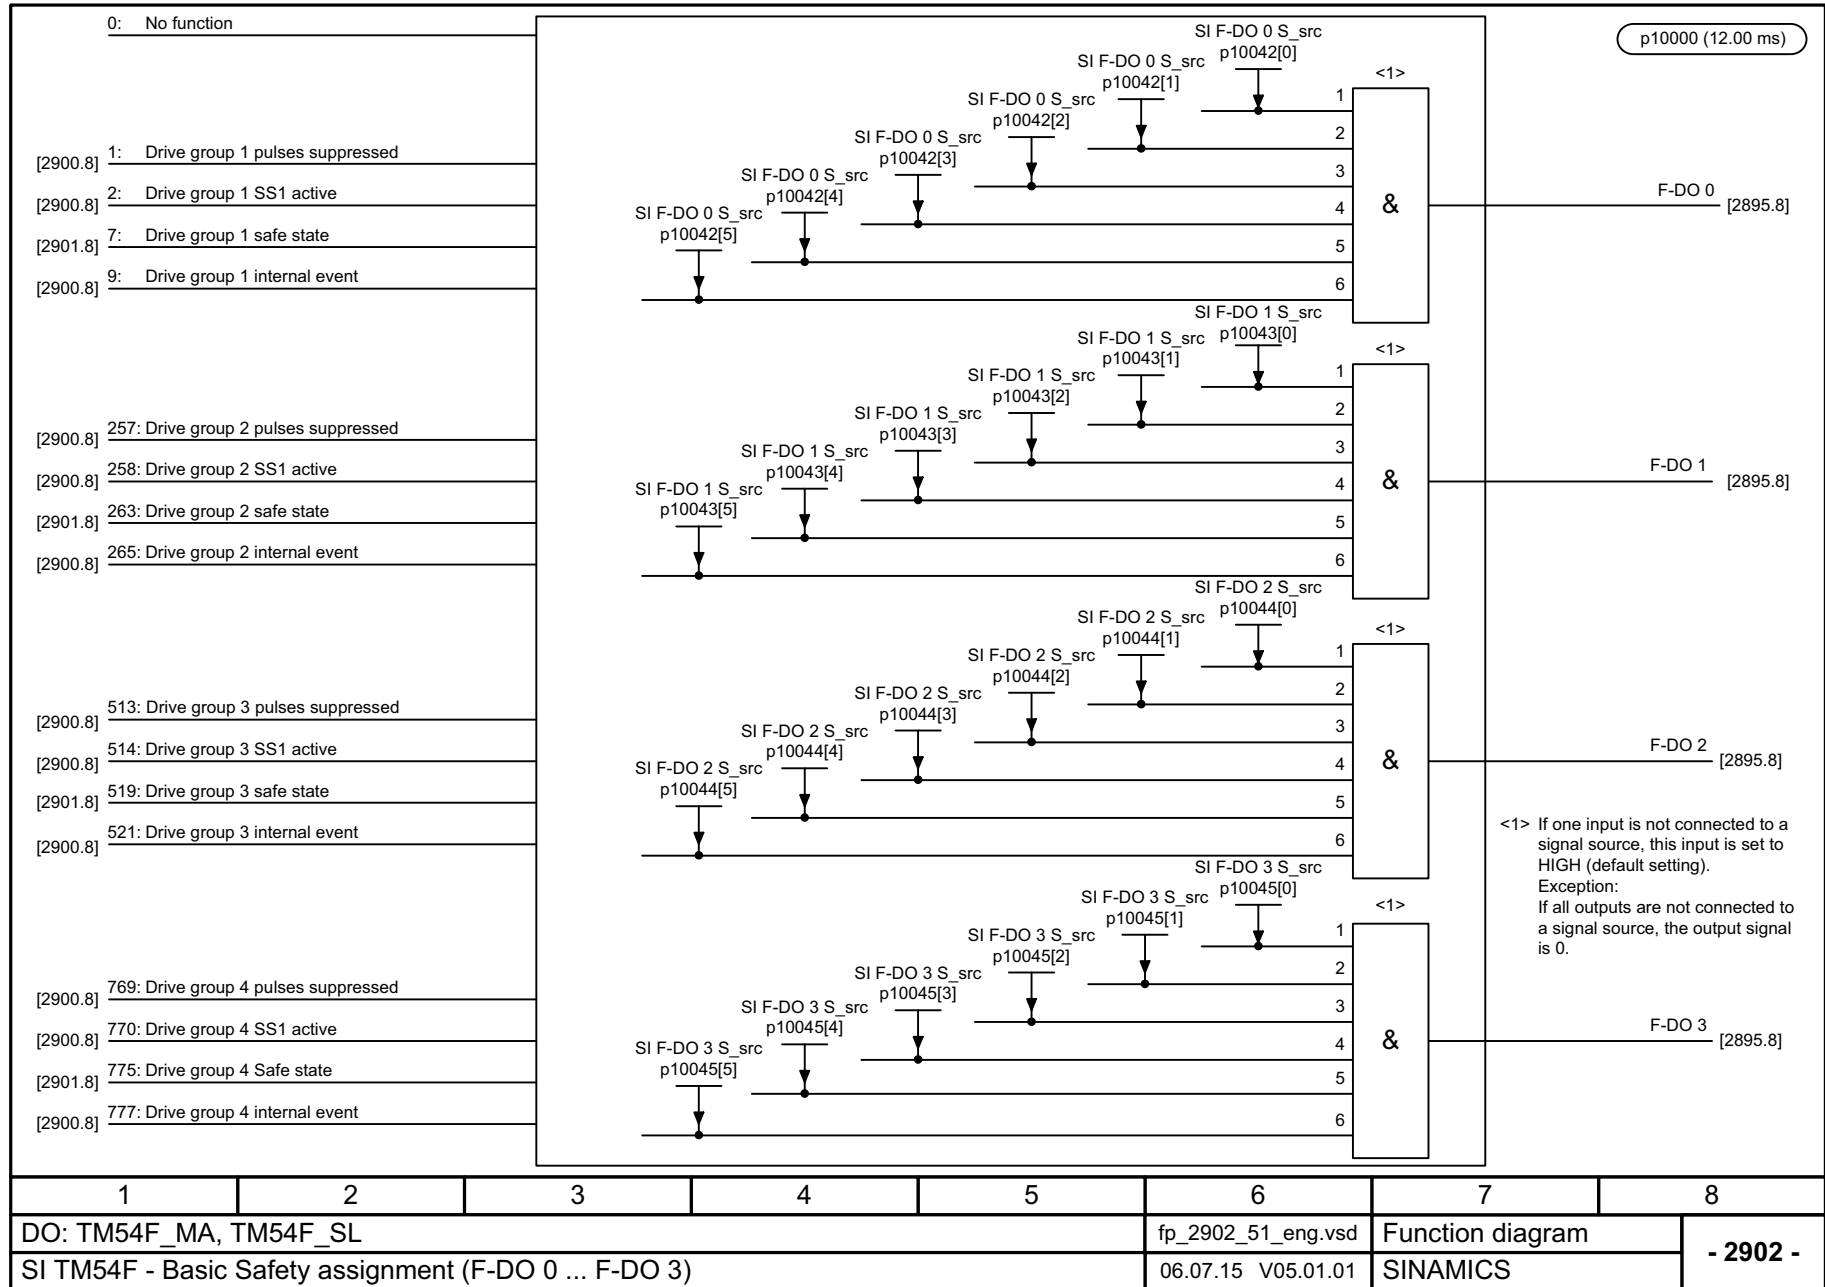 0: No function
p10000 (12.00 ms)
[2900.8] 1: Drive group 1 pulses suppressed
[2900.8] 2: Drive group 1 SS1 active
[2901.8] 7: Drive group 1 safe state
[2900.8] 9: Drive group 1 internal event
SI F-DO 0 S_src
p10042[0]
SI F-DO 0 S_src
p10042[1]
SI F-DO 0 S_src
p10042[2]
SI F-DO 0 S_src
p10042[3]
SI F-DO 0 S_src
p10042[4]
SI F-DO 0 S_src
p10042[5]
<1>
1
2
3
4
5
6
&
F-DO 0
[2895.8]
[2900.8] 257: Drive group 2 pulses suppressed
[2900.8] 258: Drive group 2 SS1 active
[2901.8] 263: Drive group 2 safe state
[2900.8] 265: Drive group 2 internal event
SI F-DO 1 S_src
p10043[0]
SI F-DO 1 S_src
p10043[1]
SI F-DO 1 S_src
p10043[2]
SI F-DO 1 S_src
p10043[3]
SI F-DO 1 S_src
p10043[4]
SI F-DO 1 S_src
p10043[5]
<1>
1
2
3
4
5
6
&
F-DO 1
[2895.8]
[2900.8] 513: Drive group 3 pulses suppressed
[2900.8] 514: Drive group 3 SS1 active
[2901.8] 519: Drive group 3 safe state
[2900.8] 521: Drive group 3 internal event
SI F-DO 2 S_src
p10044[0]
SI F-DO 2 S_src
p10044[1]
SI F-DO 2 S_src
p10044[2]
SI F-DO 2 S_src
p10044[3]
SI F-DO 2 S_src
p10044[4]
SI F-DO 2 S_src
p10044[5]
<1>
1
2
3
4
5
6
&
F-DO 2
[2895.8]
<1> If one input is not connected to a
signal source, this input is set to
HIGH (default setting).
Exception:
If all outputs are not connected to
a signal source, the output signal
is 0.
[2900.8] 769: Drive group 4 pulses suppressed
[2900.8] 770: Drive group 4 SS1 active
[2901.8] 775: Drive group 4 Safe state
[2900.8] 777: Drive group 4 internal event
SI F-DO 3 S_src
p10045[0]
SI F-DO 3 S_src
p10045[1]
SI F-DO 3 S_src
p10045[2]
SI F-DO 3 S_src
p10045[3]
SI F-DO 3 S_src
p10045[4]
SI F-DO 3 S_src
p10045[5]
<1>
1
2
3
4
5
6
&
F-DO 3
[2895.8]
1 2 3 4 5 6 7 8
DO: TM54F_MA, TM54F_SL fp_2902_51_eng.vsd Function diagram
- 2902 -
SI TM54F - Basic Safety assignment (F-DO 0 ... F-DO 3) 06.07.15 V05.01.01 SINAMICS